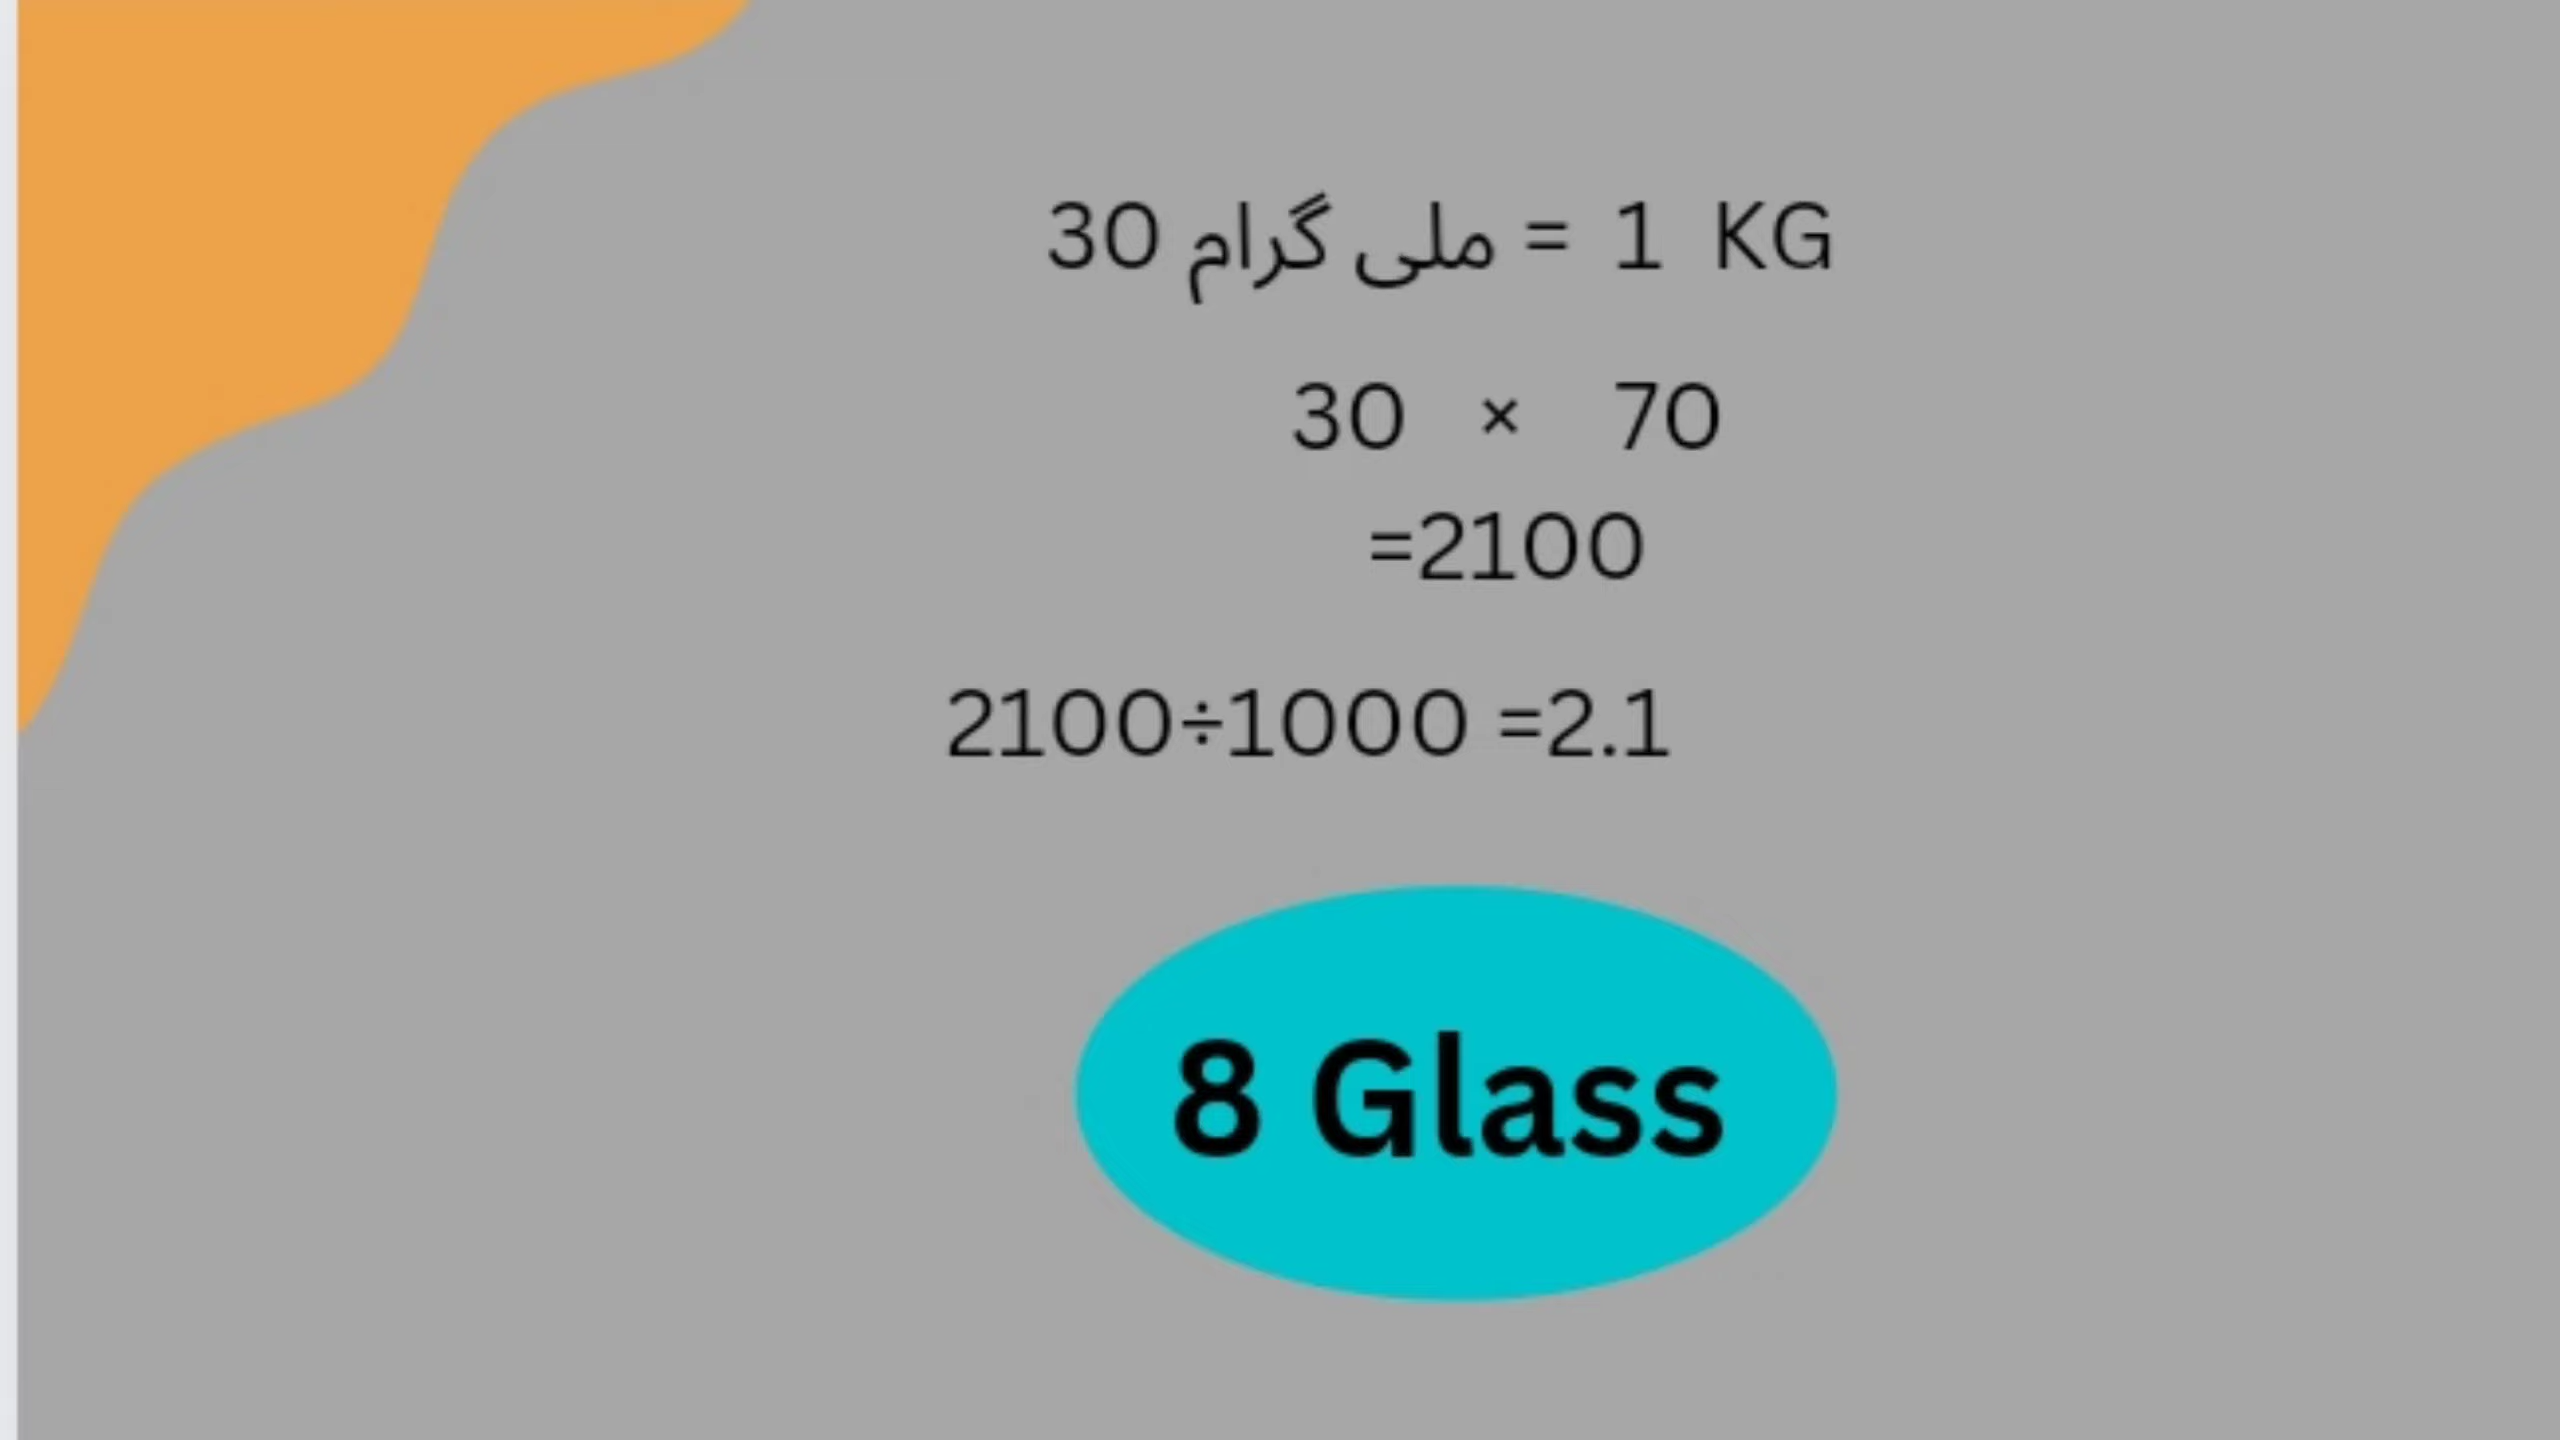 30 ملی گرام = 1 KG
30 × 70
=2100
2100÷1000 =2.1
8 Glass